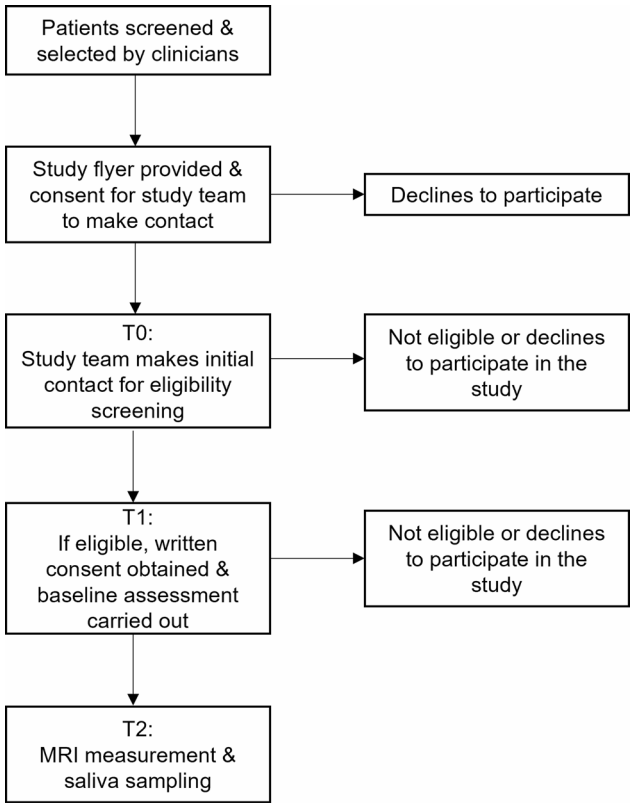 Patients screened &
selected by clinicians
Study flyer provided &
consent for study team
to make contact
Declines to participate
T0:
Study team makes initial
contact for eligibility
screening
Not eligible or declines
to participate in the
study
T1:
If eligible, written
consent obtained &
baseline assessment
carried out
Not eligible or declines
to participate in the
study
T2:
MRI measurement &
saliva sampling